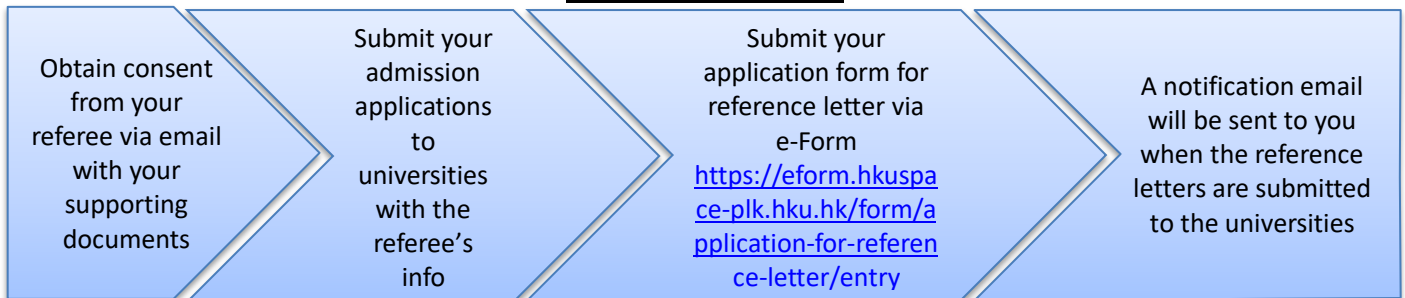 Obtain consent
from your
referee via email
with your
supporting
documents
Submit your
admission
applications
to
universities
with the
referee's
info
Submit your
application form for
reference letter via
e-Form
https://eform.hkuspa
ce-plk.hku.hk/form/a
pplication-for-referen
ce-letter/entry
A notification email
will be sent to you
when the reference
letters are submitted
to the universities